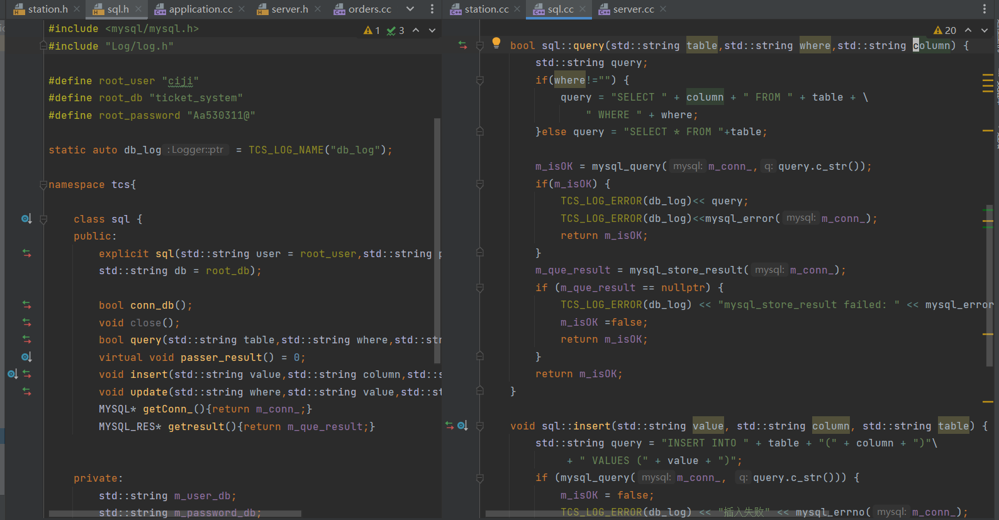 station.h
sql.h
application.cc
server.h
orders.cc
#include <mysql/mysql.h>
1
3
#include "Log/log.h"
#define root_user "ciji"
#define root_db "ticket_system"
#define root_password "Aa530311@"
static auto db_log : Logger::ptr = TCS_LOG_NAME("db_log");
namespace tcs{
class sql {
public:
explicit sql(std::string user = root_user,std::string p
std::string db = root_db);
bool conn_db();
void close();
bool query(std::string table,std::string where,std::str
virtual void passer_result() = 0;
void insert(std::string value,std::string column,std::s
void update(std::string where,std::string value,std::st
MYSQL* getConn_(){return m_conn_;}
MYSQL_RES* getresult(){return m_que_result;}
private:
std::string m_user_db;
std::string m_password_db;
station.cc
sql.cc
server.cc
20
bool sql::query(std::string table,std::string where,std::string column) {
std::string query;
if(where!="") {
query = "SELECT " + column + " FROM " + table + \
" WHERE " + where;
}else query = "SELECT * FROM "+table;
m_isOK = mysql_query( mysql: m_conn_, q: query.c_str());
if(m_isOK) {
TCS_LOG_ERROR(db_log)<< query;
TCS_LOG_ERROR(db_log)<<mysql_error( mysql: m_conn_);
return m_isOK;
}
m_que_result = mysql_store_result( mysql: m_conn_);
if (m_que_result == nullptr) {
TCS_LOG_ERROR(db_log) << "mysql_store_result failed: " << mysql_error
m_isOK =false;
return m_isOK;
}
return m_isOK;
}
void sql::insert(std::string value, std::string column, std::string table) {
std::string query = "INSERT INTO " + table + "(" + column + ")"\
+ " VALUES (" + value + ")";
if (mysql_query( mysql: m_conn_, q: query.c_str())) {
m_isOK = false;
TCS_LOG_ERROR(db_log) << "插入失败" << mysql_errno( mysql: m_conn_);